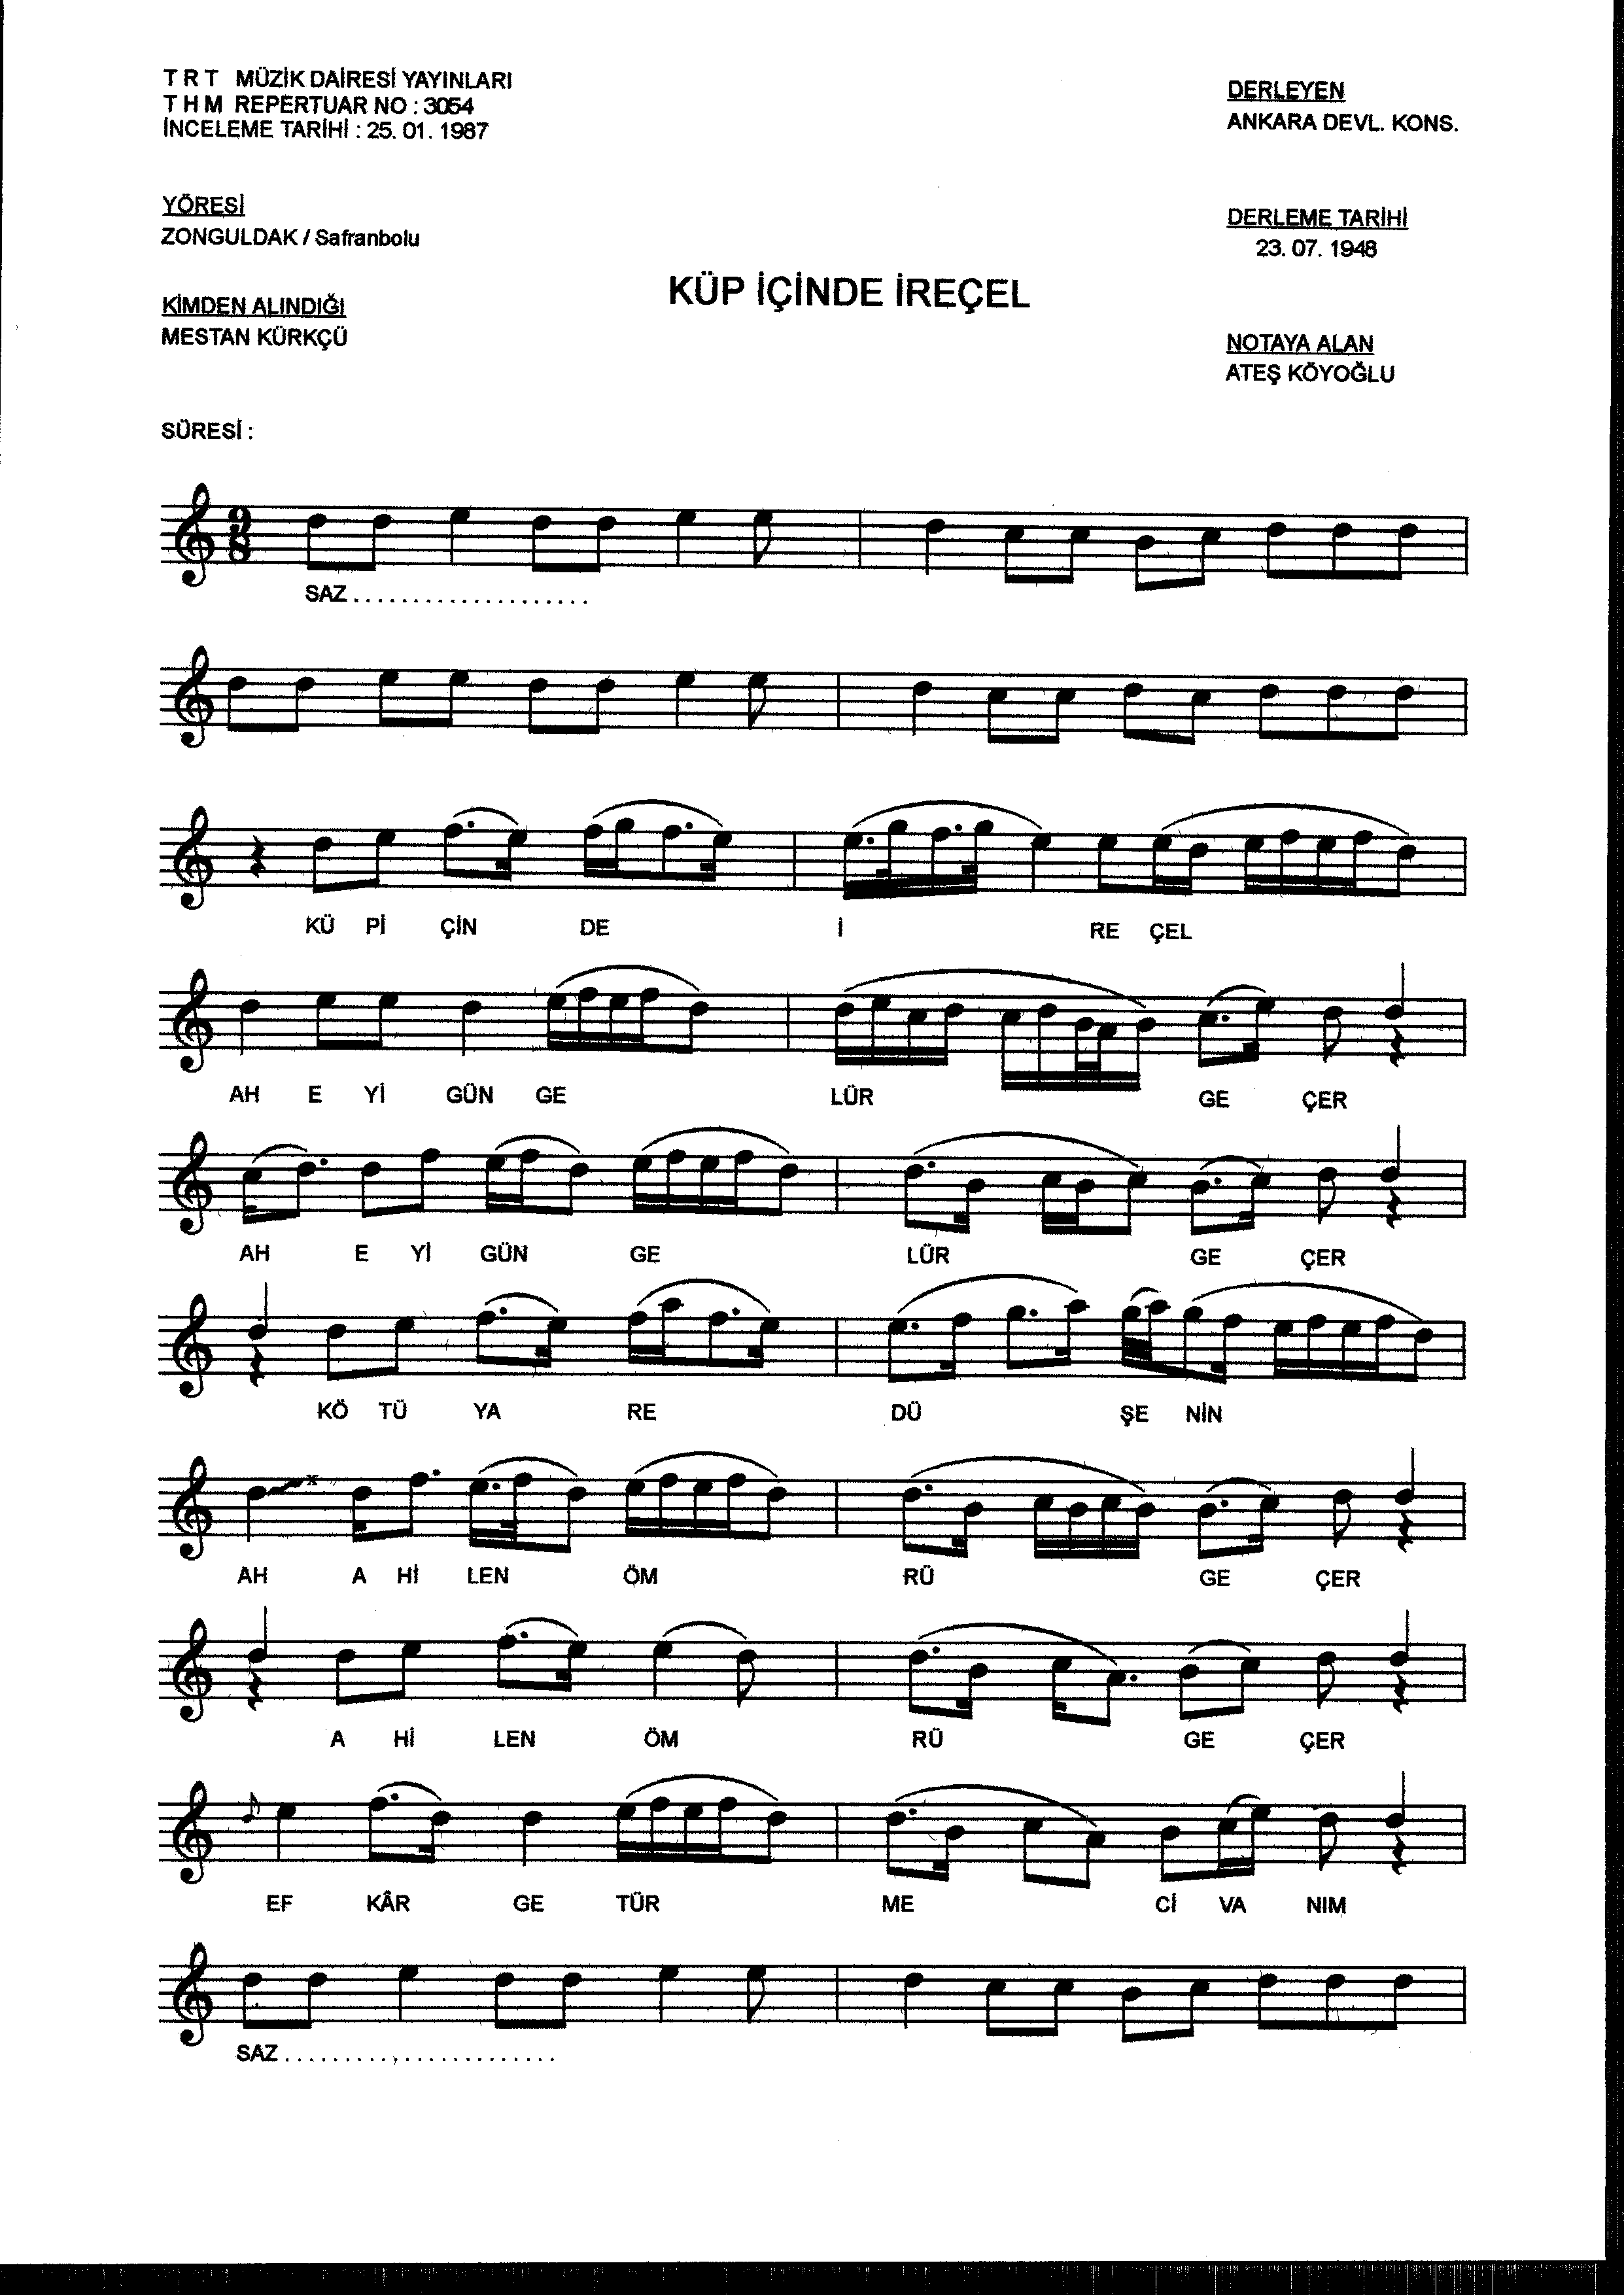 T R T MÜZİK DAİRESİ YAYINLARI
T H M REPERTUAR NO : 3054
İNCELEME TARİHİ : 25. 01. 1987
DERLEYEN
ANKARA DEVL. KONS.
YÖRESİ
ZONGULDAK / Safranbolu
DERLEME TARİHİ
23. 07. 1948
KÜP İÇİNDE İREÇEL
KİMDEN ALINDIĞI
MESTAN KÜRKÇÜ
NOTAYA ALAN
ATEŞ KÖYOĞLU
SÜRESİ :
9
8
SAZ . . . . . . . . . . . . . . . . . . . .
KÜ Pİ ÇİN DE İ RE ÇEL
AH E Yİ GÜN GE LÜR GE ÇER
AH E Yİ GÜN GE LÜR GE ÇER
KÖ TÜ YA RE DÜ ŞE NİN
x
AH A Hİ LEN ÖM RÜ GE ÇER
A Hİ LEN ÖM RÜ GE ÇER
EF KÂR GE TÜR ME Cİ VA NIM
SAZ . . . . . . . . . . . . . . . . . . . . . . .